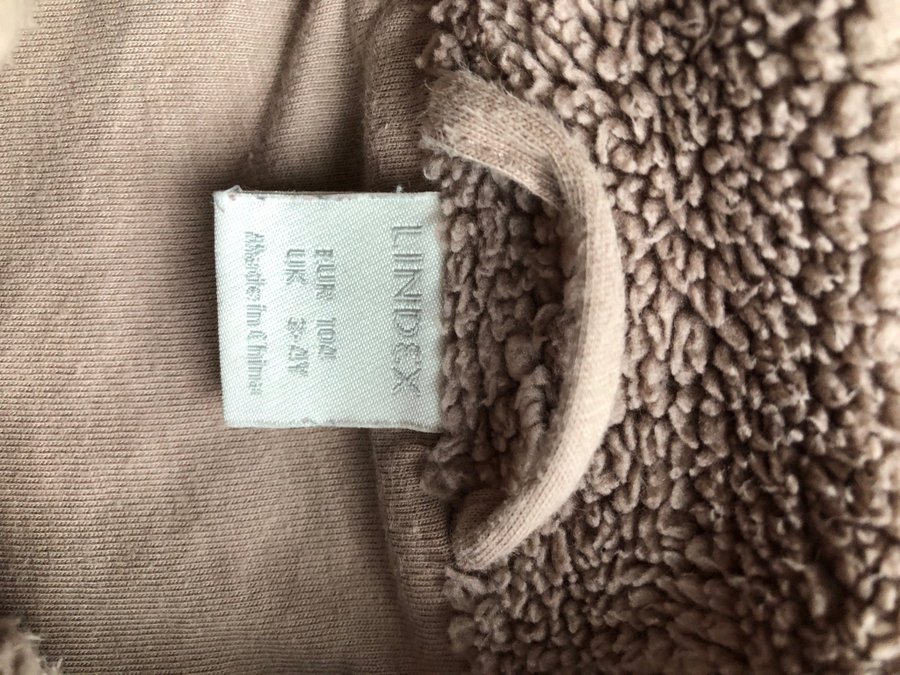 LINDEX
EUR 104
UK 3-4Y
Made in China